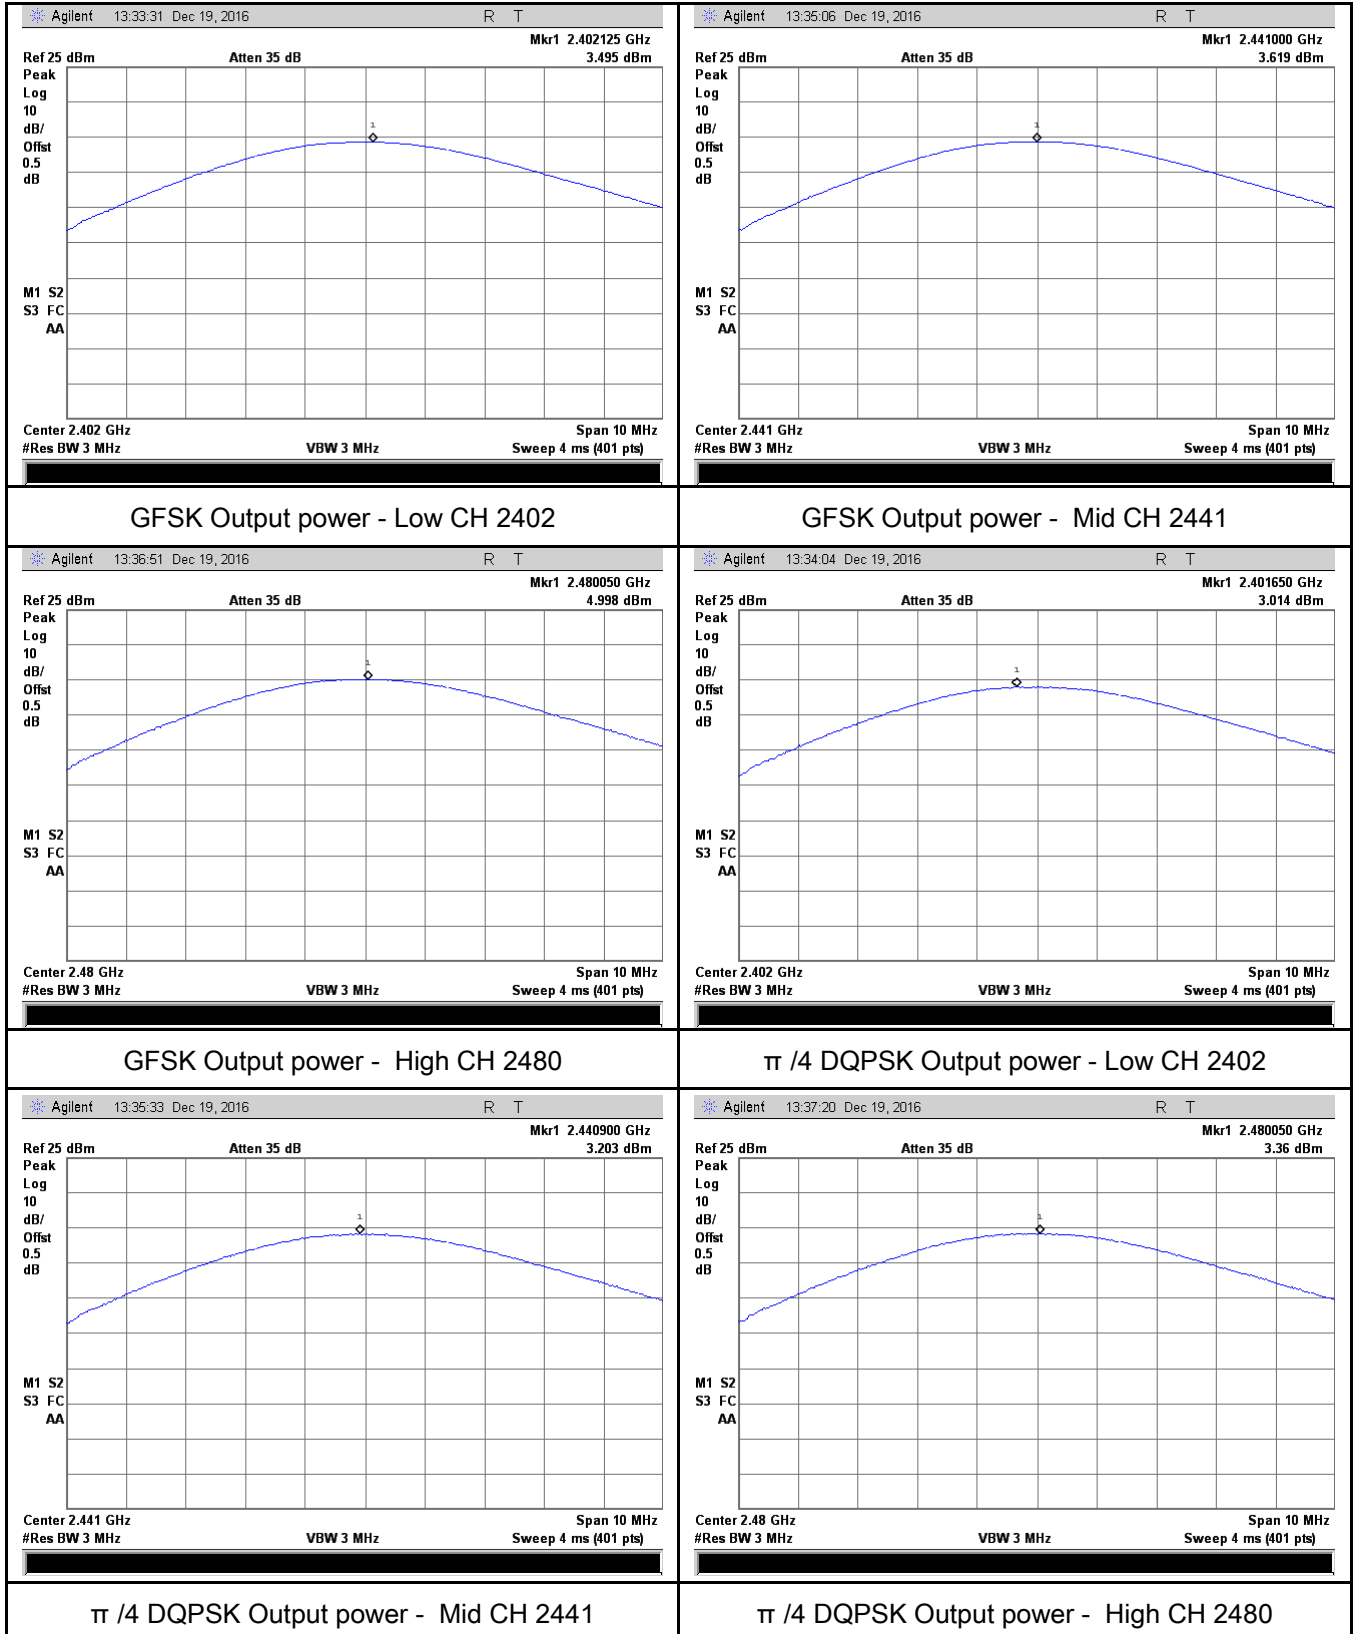 Agilent 13:33:31 Dec 19, 2016 R T
Mkr1 2.402125 GHz
Ref 25 dBm Atten 35 dB 3.495 dBm
Peak
Log
10
dB/
Offst
0.5
dB
1
M1 S2
S3 FC
AA
Center 2.402 GHz Span 10 MHz
#Res BW 3 MHz VBW 3 MHz Sweep 4 ms (401 pts)
GFSK Output power - Low CH 2402
Agilent 13:35:06 Dec 19, 2016 R T
Mkr1 2.441000 GHz
Ref 25 dBm Atten 35 dB 3.619 dBm
Peak
Log
10
dB/
Offst
0.5
dB
1
M1 S2
S3 FC
AA
Center 2.441 GHz Span 10 MHz
#Res BW 3 MHz VBW 3 MHz Sweep 4 ms (401 pts)
GFSK Output power - Mid CH 2441
Agilent 13:36:51 Dec 19, 2016 R T
Mkr1 2.480050 GHz
Ref 25 dBm Atten 35 dB 4.998 dBm
Peak
Log
10
dB/
Offst
0.5
dB
1
M1 S2
S3 FC
AA
Center 2.48 GHz Span 10 MHz
#Res BW 3 MHz VBW 3 MHz Sweep 4 ms (401 pts)
GFSK Output power - High CH 2480
Agilent 13:34:04 Dec 19, 2016 R T
Mkr1 2.401650 GHz
Ref 25 dBm Atten 35 dB 3.014 dBm
Peak
Log
10
dB/
Offst
0.5
dB
1
M1 S2
S3 FC
AA
Center 2.402 GHz Span 10 MHz
#Res BW 3 MHz VBW 3 MHz Sweep 4 ms (401 pts)
π /4 DQPSK Output power - Low CH 2402
Agilent 13:35:33 Dec 19, 2016 R T
Mkr1 2.440900 GHz
Ref 25 dBm Atten 35 dB 3.203 dBm
Peak
Log
10
dB/
Offst
0.5
dB
1
M1 S2
S3 FC
AA
Center 2.441 GHz Span 10 MHz
#Res BW 3 MHz VBW 3 MHz Sweep 4 ms (401 pts)
π /4 DQPSK Output power - Mid CH 2441
Agilent 13:37:20 Dec 19, 2016 R T
Mkr1 2.480050 GHz
Ref 25 dBm Atten 35 dB 3.36 dBm
Peak
Log
10
dB/
Offst
0.5
dB
1
M1 S2
S3 FC
AA
Center 2.48 GHz Span 10 MHz
#Res BW 3 MHz VBW 3 MHz Sweep 4 ms (401 pts)
π /4 DQPSK Output power - High CH 2480